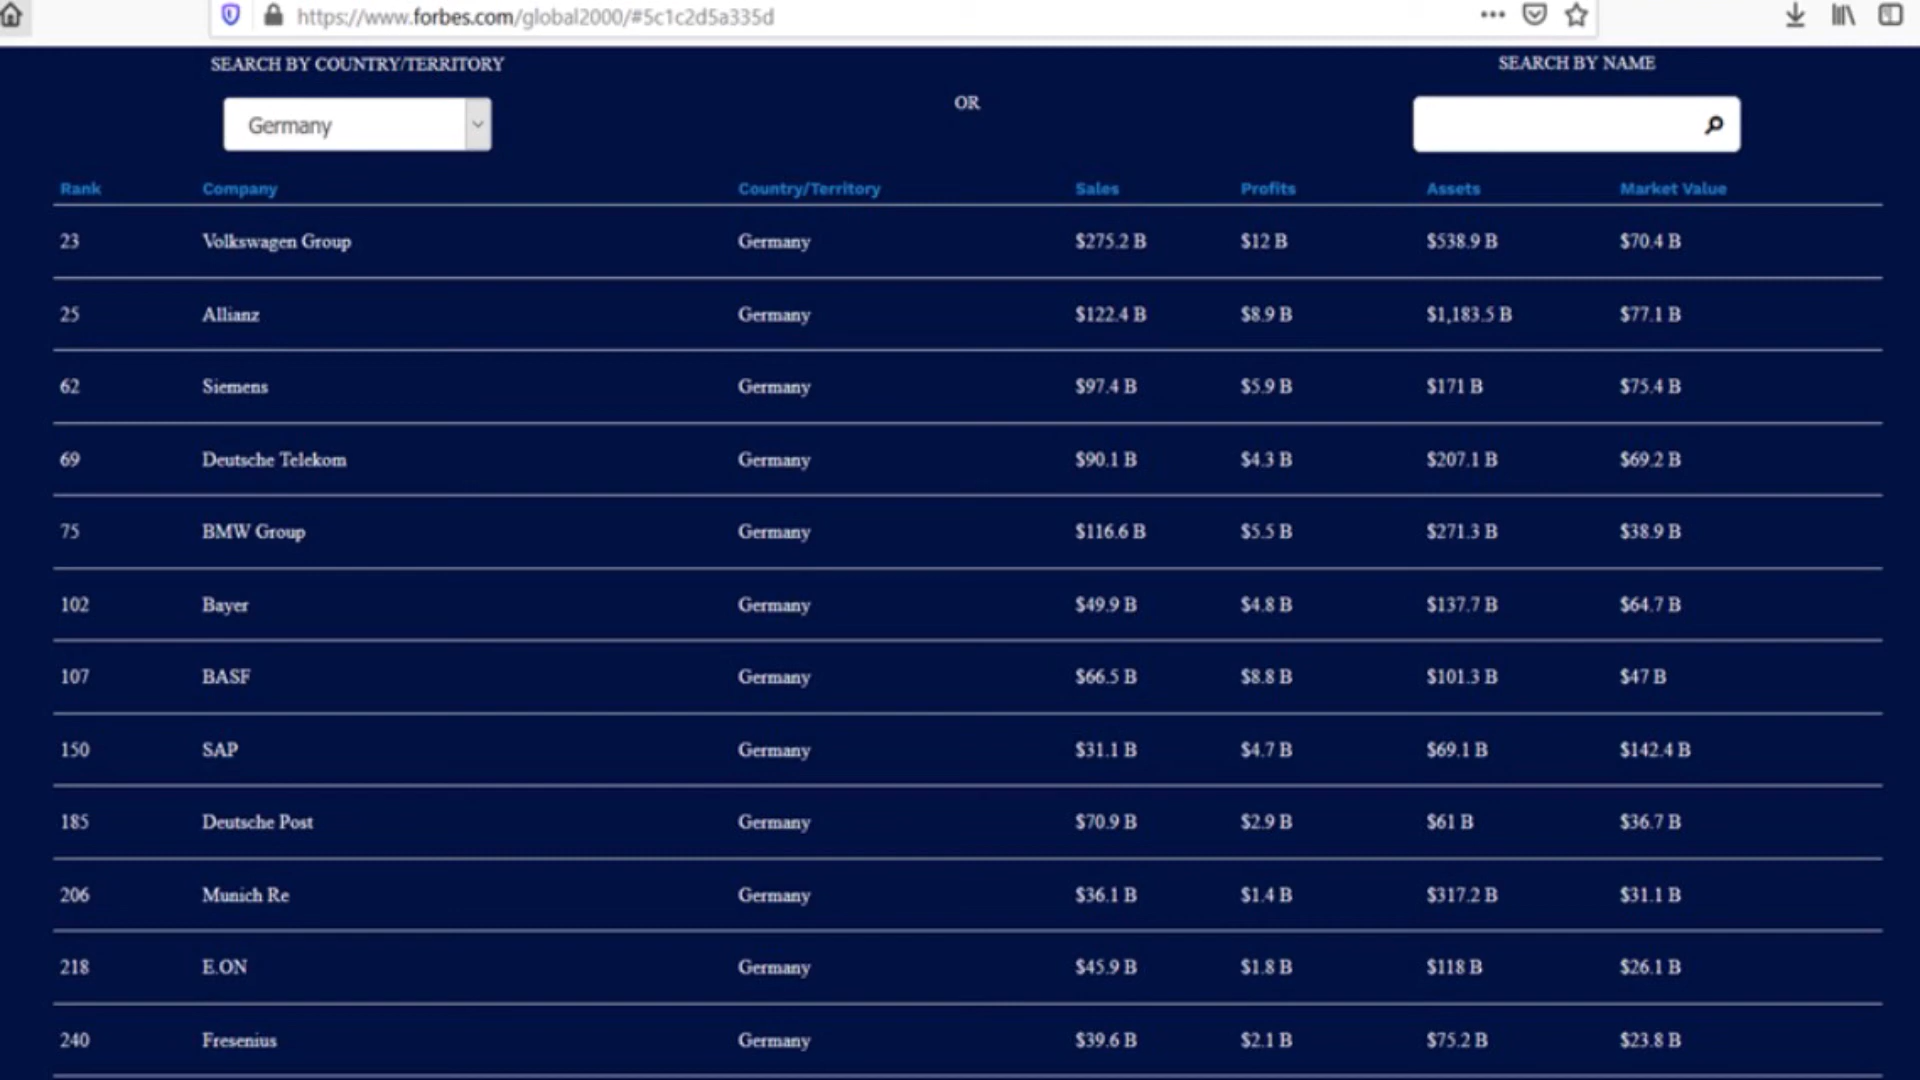 https://www.forbes.com/global2000/#5c1c2d5a335d
SEARCH BY COUNTRY/TERRITORY
OR
SEARCH BY NAME
Germany
Rank Company Country/Territory Sales Profits Assets Market Value
23 Volkswagen Group Germany $275.2 B $12 B $538.9 B $70.4 B
25 Allianz Germany $122.4 B $8.9 B $1,183.5 B $77.1 B
62 Siemens Germany $97.4 B $5.9 B $171 B $75.4 B
69 Deutsche Telekom Germany $90.1 B $4.3 B $207.1 B $69.2 B
75 BMW Group Germany $116.6 B $5.5 B $271.3 B $38.9 B
102 Bayer Germany $49.9 B $4.8 B $137.7 B $64.7 B
107 BASF Germany $66.5 B $8.8 B $101.3 B $47 B
150 SAP Germany $31.1 B $4.7 B $69.1 B $142.4 B
185 Deutsche Post Germany $70.9 B $2.9 B $61 B $36.7 B
206 Munich Re Germany $36.1 B $1.4 B $317.2 B $31.1 B
218 E.ON Germany $45.9 B $1.8 B $118 B $26.1 B
240 Fresenius Germany $39.6 B $2.1 B $75.2 B $23.8 B